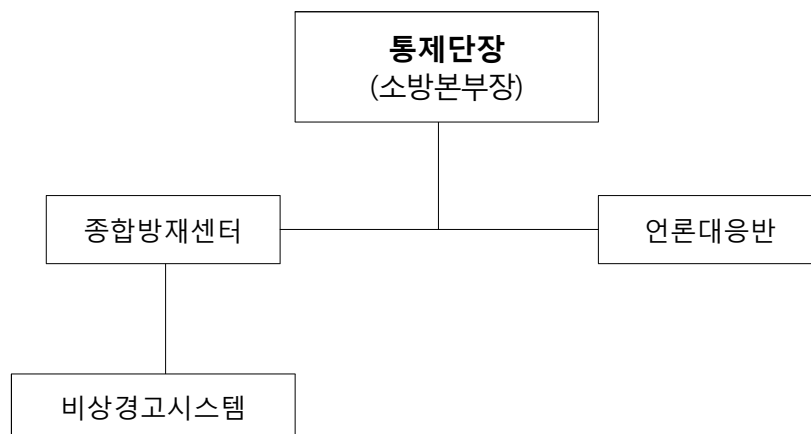 통제단장
(소방본부장)
종합방재센터
언론대응반
비상경고시스템